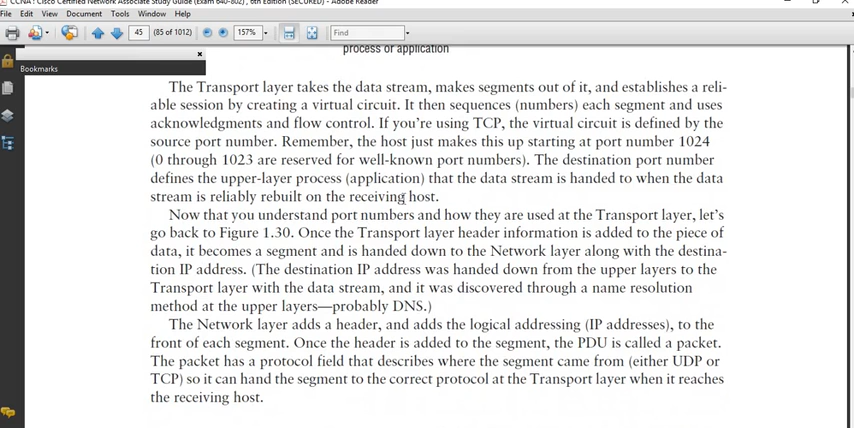 CCNA : Cisco Certified Network Associate Study Guide (Exam 640-802) , 6th Edition (SECURED) - Adobe Reader
File Edit View Document Tools Window Help
45 (85 of 1012) 157% Find
process or application
Bookmarks
The Transport layer takes the data stream, makes segments out of it, and establishes a reli-
able session by creating a virtual circuit. It then sequences (numbers) each segment and uses
acknowledgments and flow control. If you're using TCP, the virtual circuit is defined by the
source port number. Remember, the host just makes this up starting at port number 1024
(0 through 1023 are reserved for well-known port numbers). The destination port number
defines the upper-layer process (application) that the data stream is handed to when the data
stream is reliably rebuilt on the receiving host.
Now that you understand port numbers and how they are used at the Transport layer, let's
go back to Figure 1.30. Once the Transport layer header information is added to the piece of
data, it becomes a segment and is handed down to the Network layer along with the destina-
tion IP address. (The destination IP address was handed down from the upper layers to the
Transport layer with the data stream, and it was discovered through a name resolution
method at the upper layers—probably DNS.)
The Network layer adds a header, and adds the logical addressing (IP addresses), to the
front of each segment. Once the header is added to the segment, the PDU is called a packet.
The packet has a protocol field that describes where the segment came from (either UDP or
TCP) so it can hand the segment to the correct protocol at the Transport layer when it reaches
the receiving host.